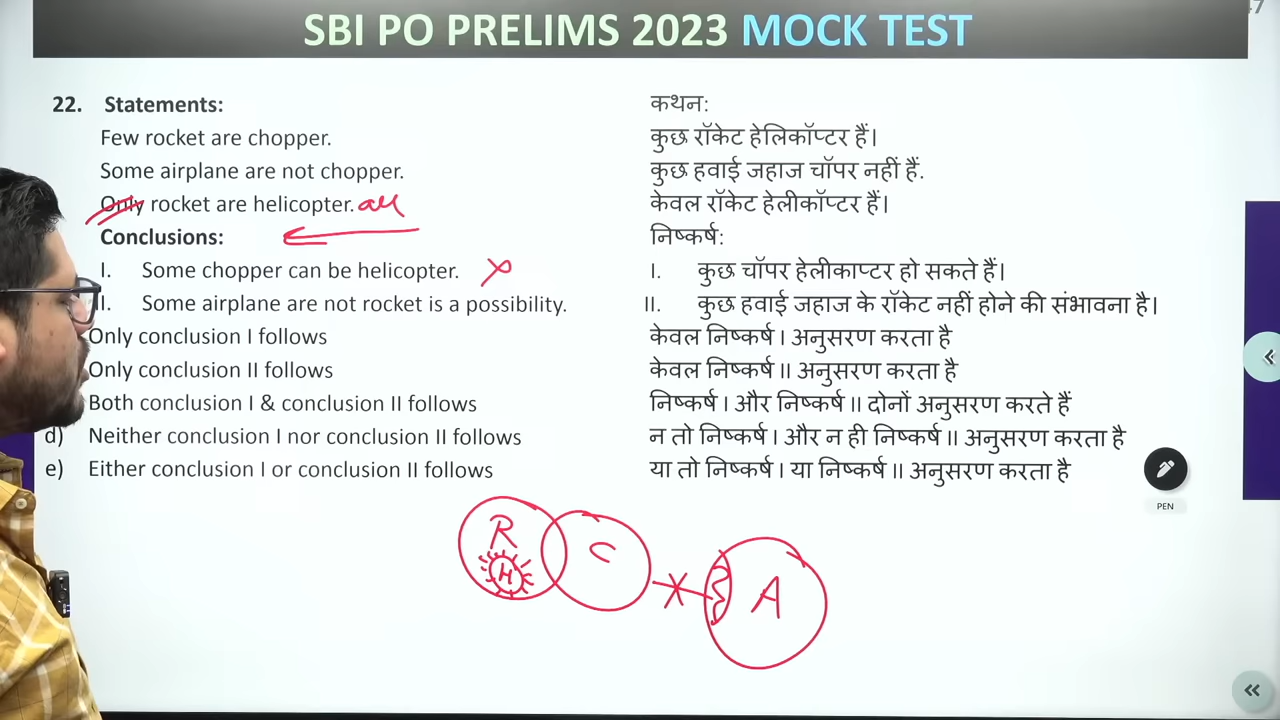 47
SBI PO PRELIMS 2023 MOCK TEST
22. Statements:
Few rocket are chopper.
Some airplane are not chopper.
Only rocket are helicopter. all
Conclusions:
I. Some chopper can be helicopter.
II. Some airplane are not rocket is a possibility.
Only conclusion I follows
Only conclusion II follows
Both conclusion I & conclusion II follows
d) Neither conclusion I nor conclusion II follows
e) Either conclusion I or conclusion II follows
कथन:
कुछ रॉकेट हेलिकॉप्टर हैं।
कुछ हवाई जहाज चॉपर नहीं हैं.
केवल रॉकेट हेलीकॉप्टर हैं।
निष्कर्ष:
I. कुछ चॉपर हेलीकाप्टर हो सकते हैं।
II. कुछ हवाई जहाज के रॉकेट नहीं होने की संभावना है।
केवल निष्कर्ष I अनुसरण करता है
केवल निष्कर्ष II अनुसरण करता है
निष्कर्ष I और निष्कर्ष II दोनों अनुसरण करते हैं
न तो निष्कर्ष I और न ही निष्कर्ष II अनुसरण करता है
या तो निष्कर्ष I या निष्कर्ष II अनुसरण करता है
PEN
R
C
H
A